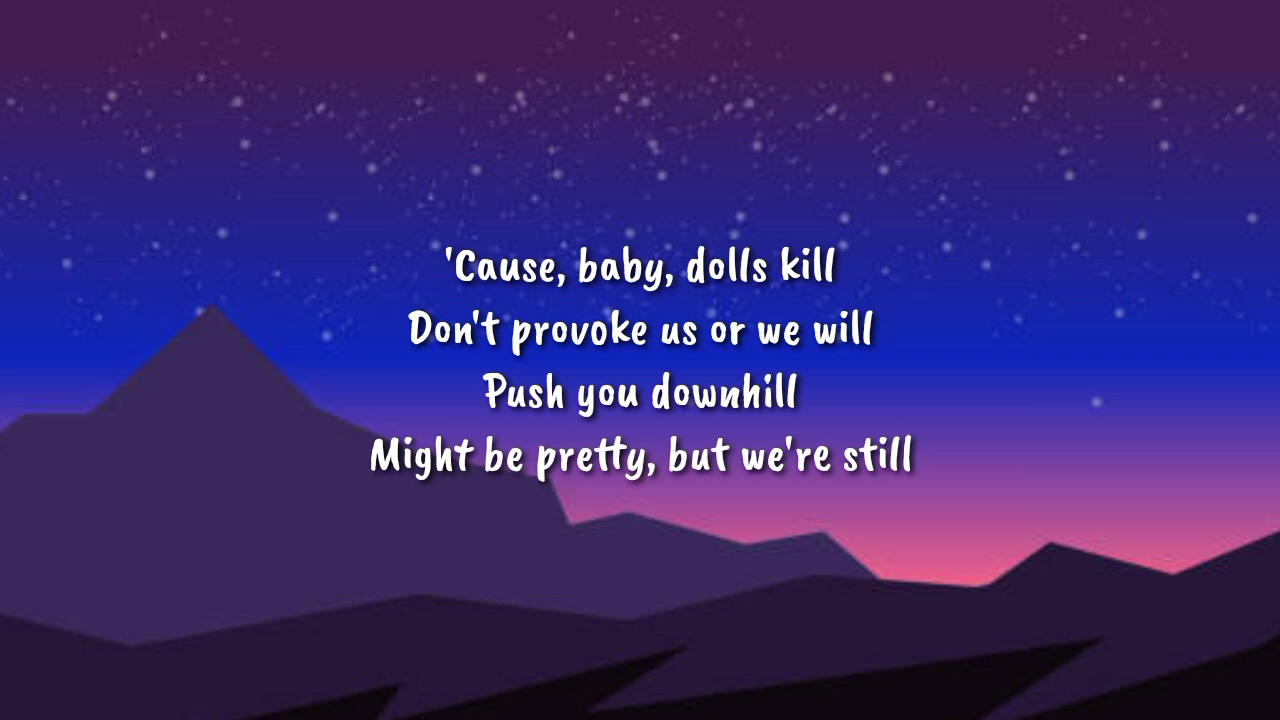 'Cause, baby, dolls kill
Don't provoke us or we will
Push you downhill
Might be pretty, but we're still